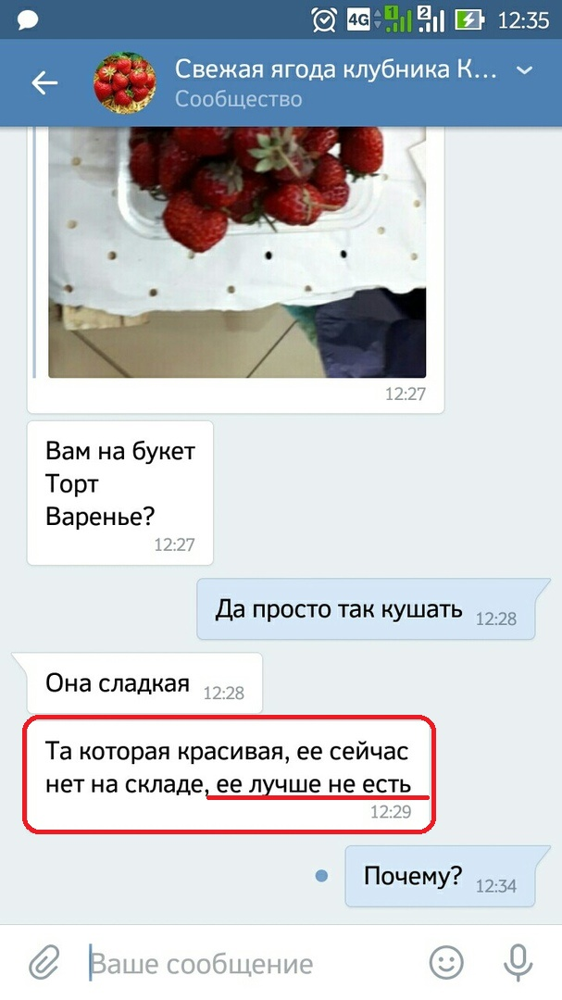 4G 1 2 12:35
Свежая ягода клубника К...
Сообщество
12:27
Вам на букет
Торт
Варенье?
12:27
Да просто так кушать 12:28
Она сладкая 12:28
Та которая красивая, ее сейчас
нет на складе, ее лучше не есть
12:29
Почему? 12:34
Ваше сообщение